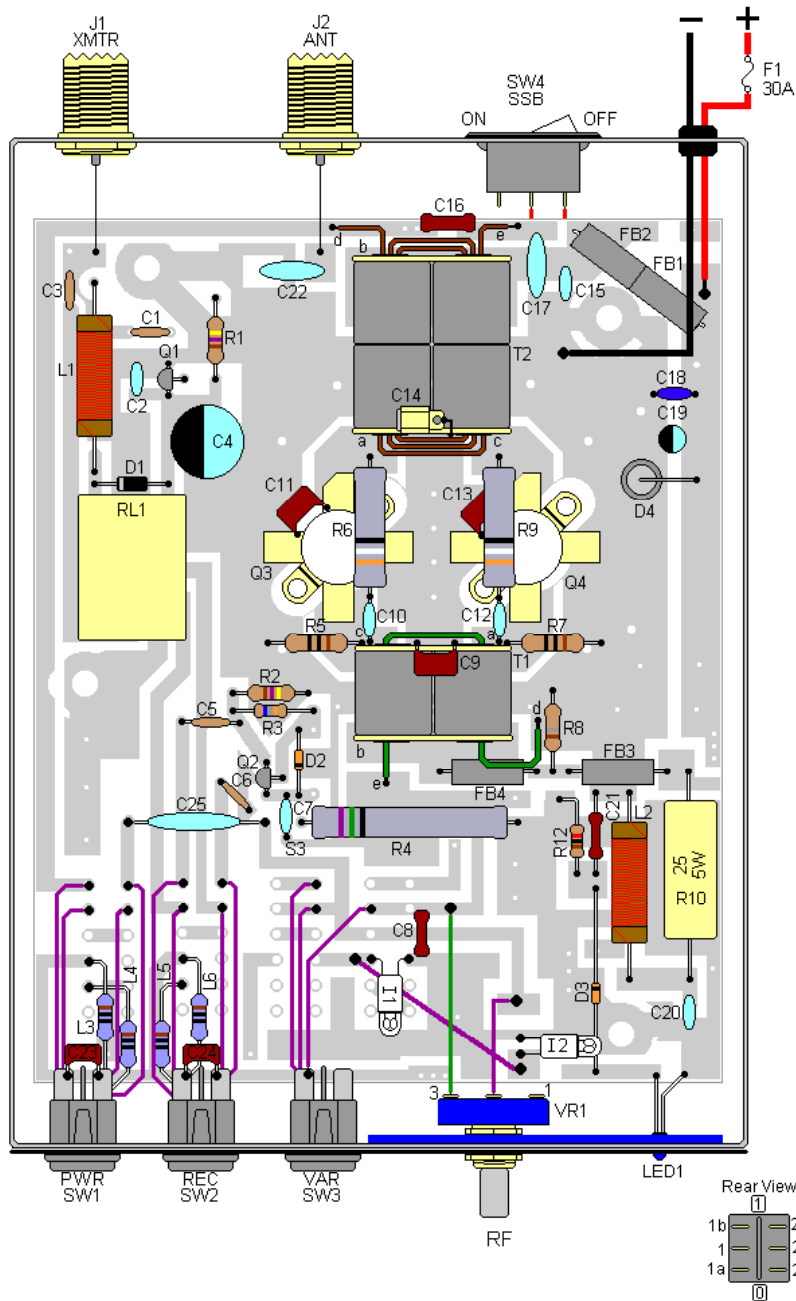 J1
XMTR
J2
ANT
−
+
F1
30A
SW4
SSB
ON
OFF
C16
d
b
e
FB2
FB1
C3
C22
C17
C15
C1
R1
T2
L1
Q1
C2
C14
C18
C4
a
c
C19
D1
C11
C13
D4
RL1
R6
R9
Q3
Q4
C10
C12
R5
c
a
R7
C9
T1
R2
C5
R3
d
R8
b
Q2
D2
e
FB4
FB3
C6
C25
C7
S3
R4
R12
C21
L2
25
5W
R10
C8
L4
L5
L6
L3
I1
D3
C20
C23
C24
I2
3
1
VR1
PWR
SW1
REC
SW2
VAR
SW3
LED1
RF
Rear View
1
1b
2
1
2
1a
2
0